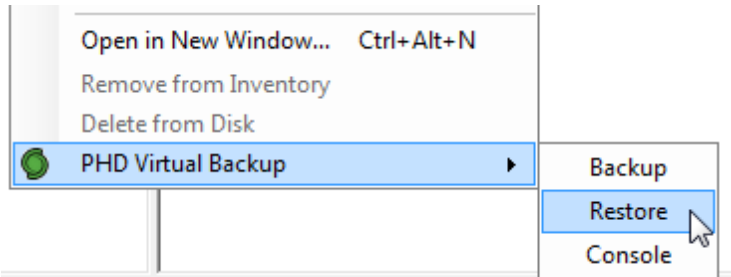 Open in New Window... Ctrl+Alt+N
Remove from Inventory
Delete from Disk
PHD Virtual Backup
Backup
Restore
Console